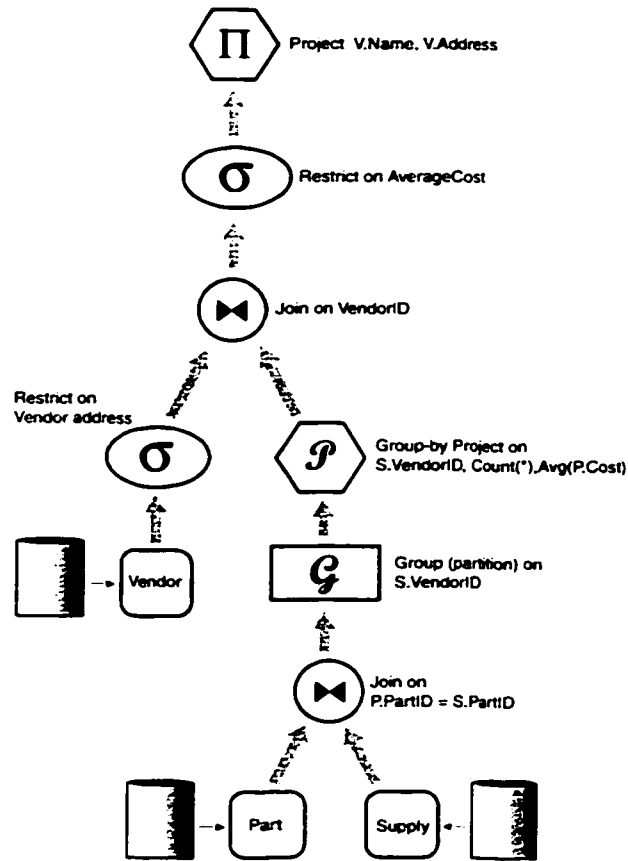 Π
Project V.Name, V.Address
σ
Restrict on AverageCost
⋈
Join on VendorID
Restrict on
Vendor address
σ
𝒫
Group-by Project on
S.VendorID, Count(*),Avg(P.Cost)
Vendor
𝒢
Group (partition) on
S.VendorID
⋈
Join on
P.PartID = S.PartID
Part
Supply